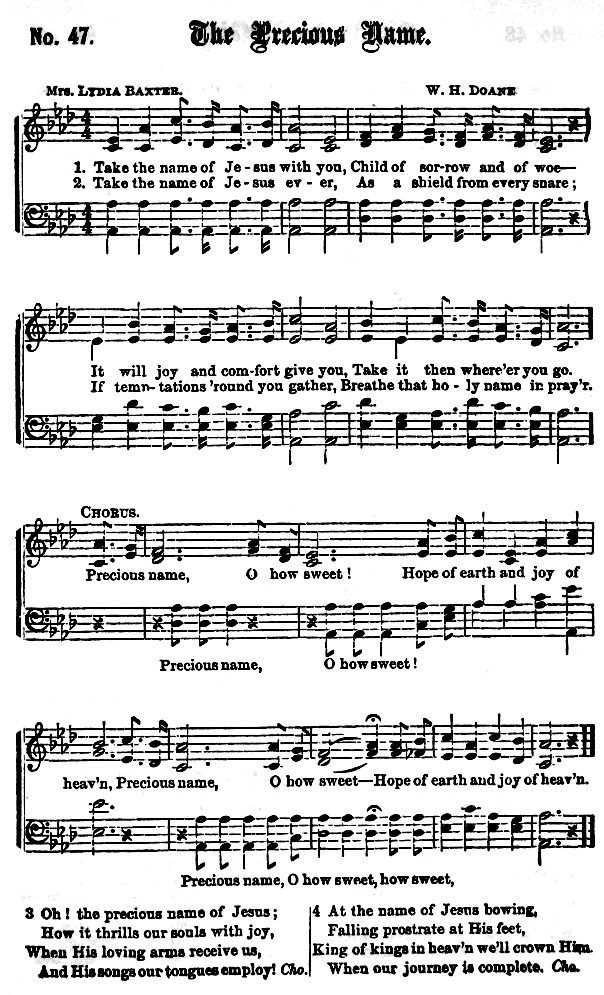 No. 47. The Precious Name.
Mrs. LYDIA BAXTER. W. H. DOANE
1. Take the name of Je-sus with you, Child of sor-row and of woe—
2. Take the name of Je-sus ev-er, As a shield from every snare;
It will joy and com-fort give you, Take it then where'er you go.
If temn-tations 'round you gather, Breathe that ho-ly name in pray'r.
CHORUS.
Precious name, O how sweet! Hope of earth and joy of
Precious name, O how sweet!
heav'n, Precious name, O how sweet—Hope of earth and joy of heav'n.
Precious name, O how sweet, how sweet,
3 Oh! the precious name of Jesus;
How it thrills our souls with joy,
When His loving arms receive us,
And His songs our tongues employ! Cho.
4 At the name of Jesus bowing,
Falling prostrate at His feet,
King of kings in heav'n we'll crown Him
When our journey is complete. Cho.